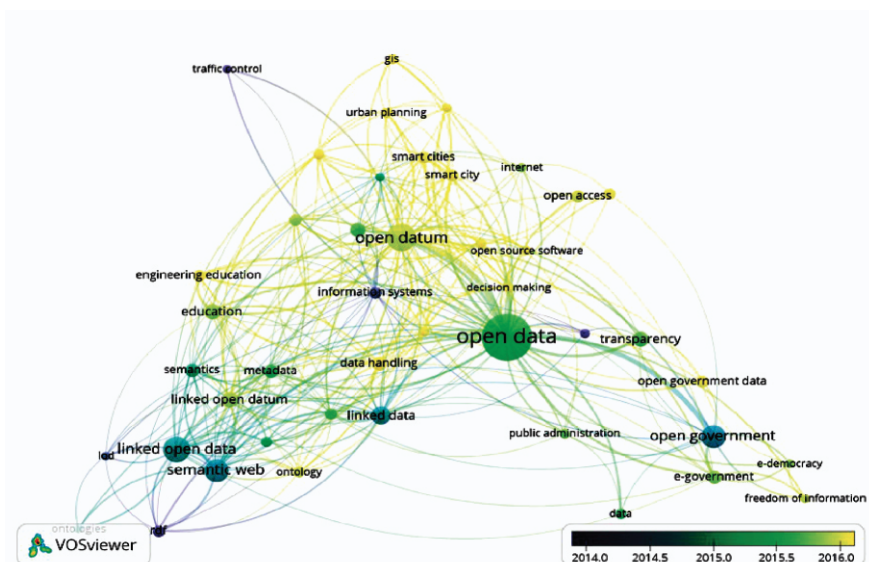 gis
traffic control
urban planning
smart cities
internet
smart city
open access
open datum
open source software
engineering education
decision making
information systems
education
open data
transparency
data handling
semantics
metadata
open government data
linked open datum
linked data
public administration
open government
linked open data
lod
e-democracy
semantic web
ontology
e-government
freedom of information
data
ontologies
rdf
VOSviewer
2014.0 2014.5 2015.0 2015.5 2016.0